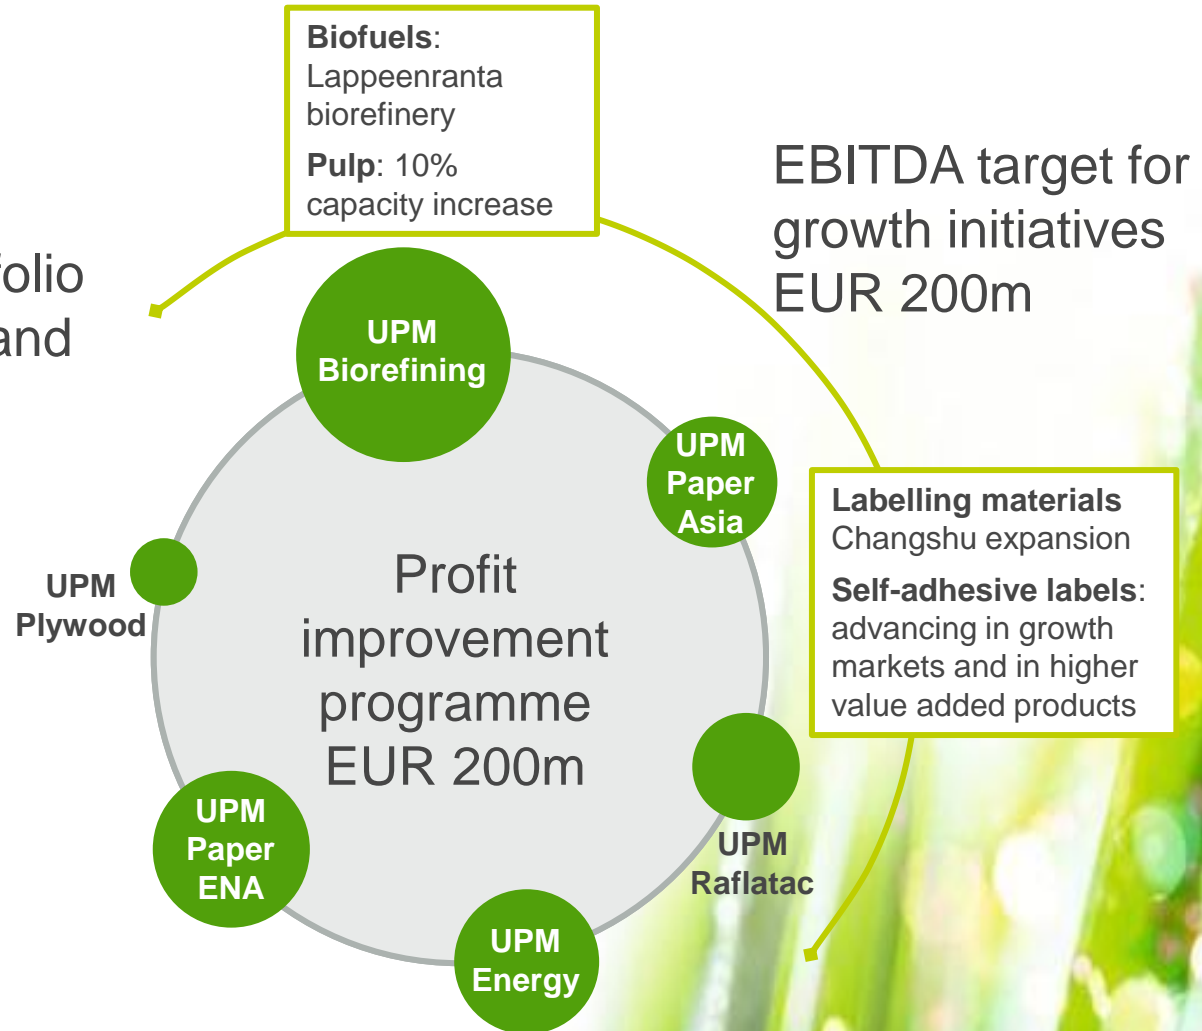 Biofuels:
Lappeenranta
biorefinery
Pulp: 10%
capacity increase
EBITDA target for
growth initiatives
EUR 200m
folio
and
UPM
Biorefining
UPM
Paper
Asia
Labelling materials
Changshu expansion
Self-adhesive labels:
advancing in growth
markets and in higher
value added products
Profit
improvement
programme
EUR 200m
UPM
Plywood
UPM
Paper
ENA
UPM
Raflatac
UPM
Energy